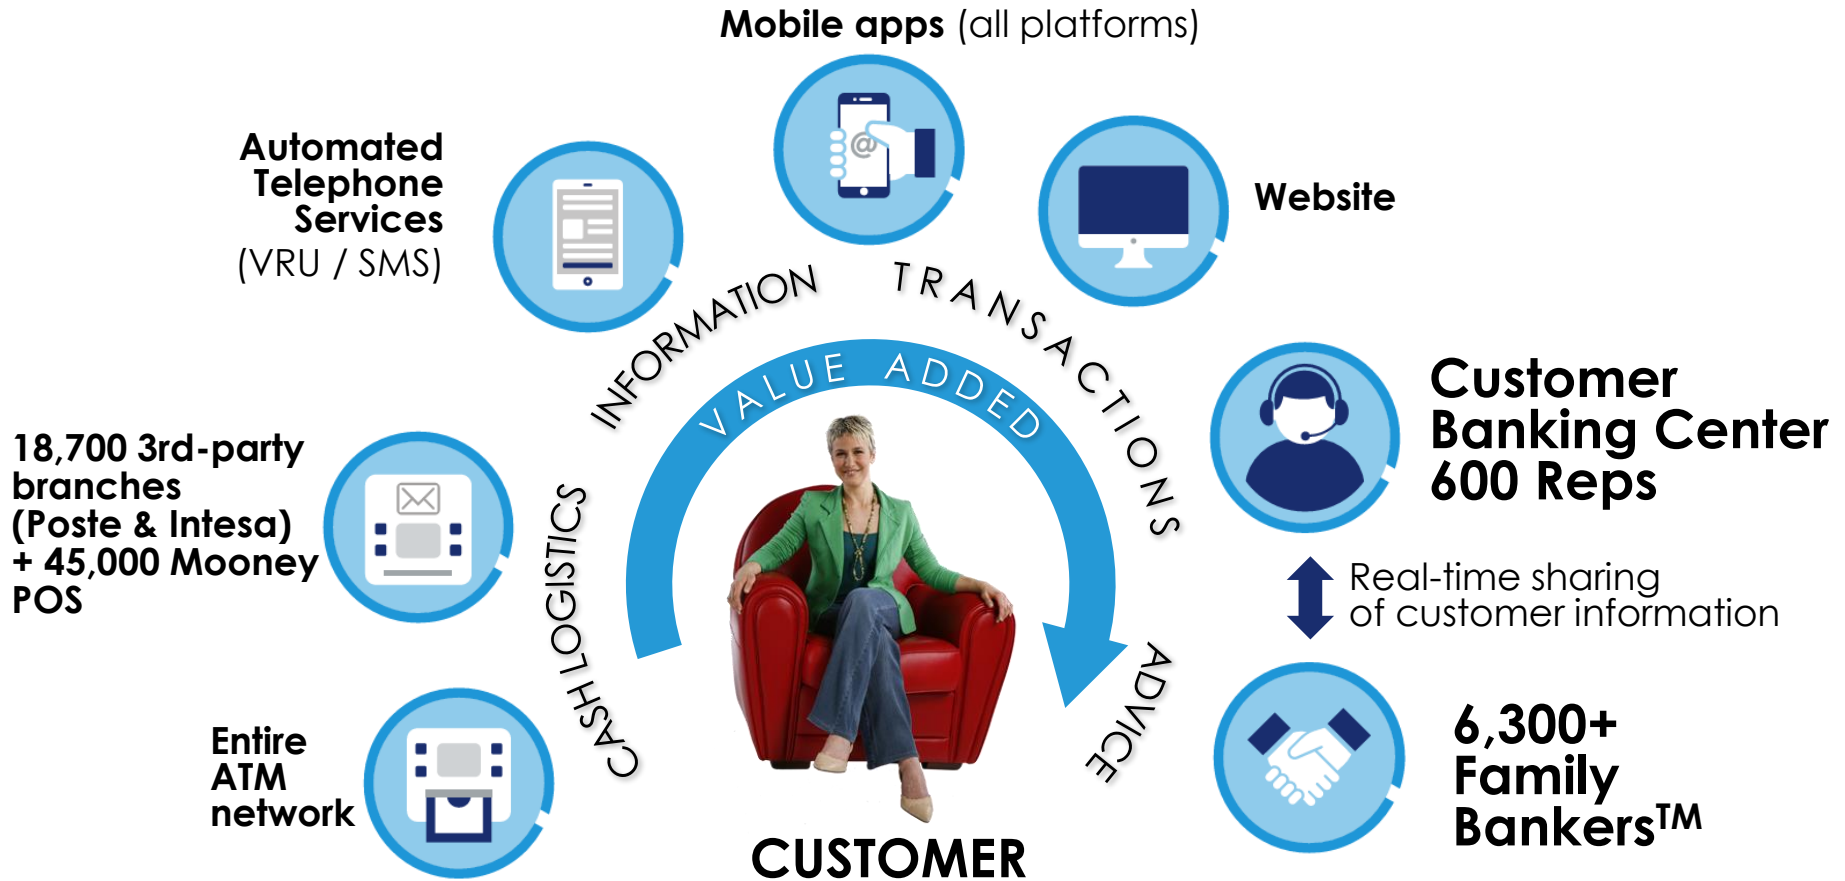 Mobile apps (all platforms)
Automated
Telephone
Services
(VRU / SMS)
Website
INFORMATION
TRANSACTIONS
VALUE ADDED
Customer
Banking Center
600 Reps
18,700 3rd-party
branches
(Poste & Intesa)
+ 45,000 Mooney
POS
CASH LOGISTICS
@
Real-time sharing
of customer information
ADVICE
Entire
ATM
network
6,300+
Family
Bankers™
CUSTOMER